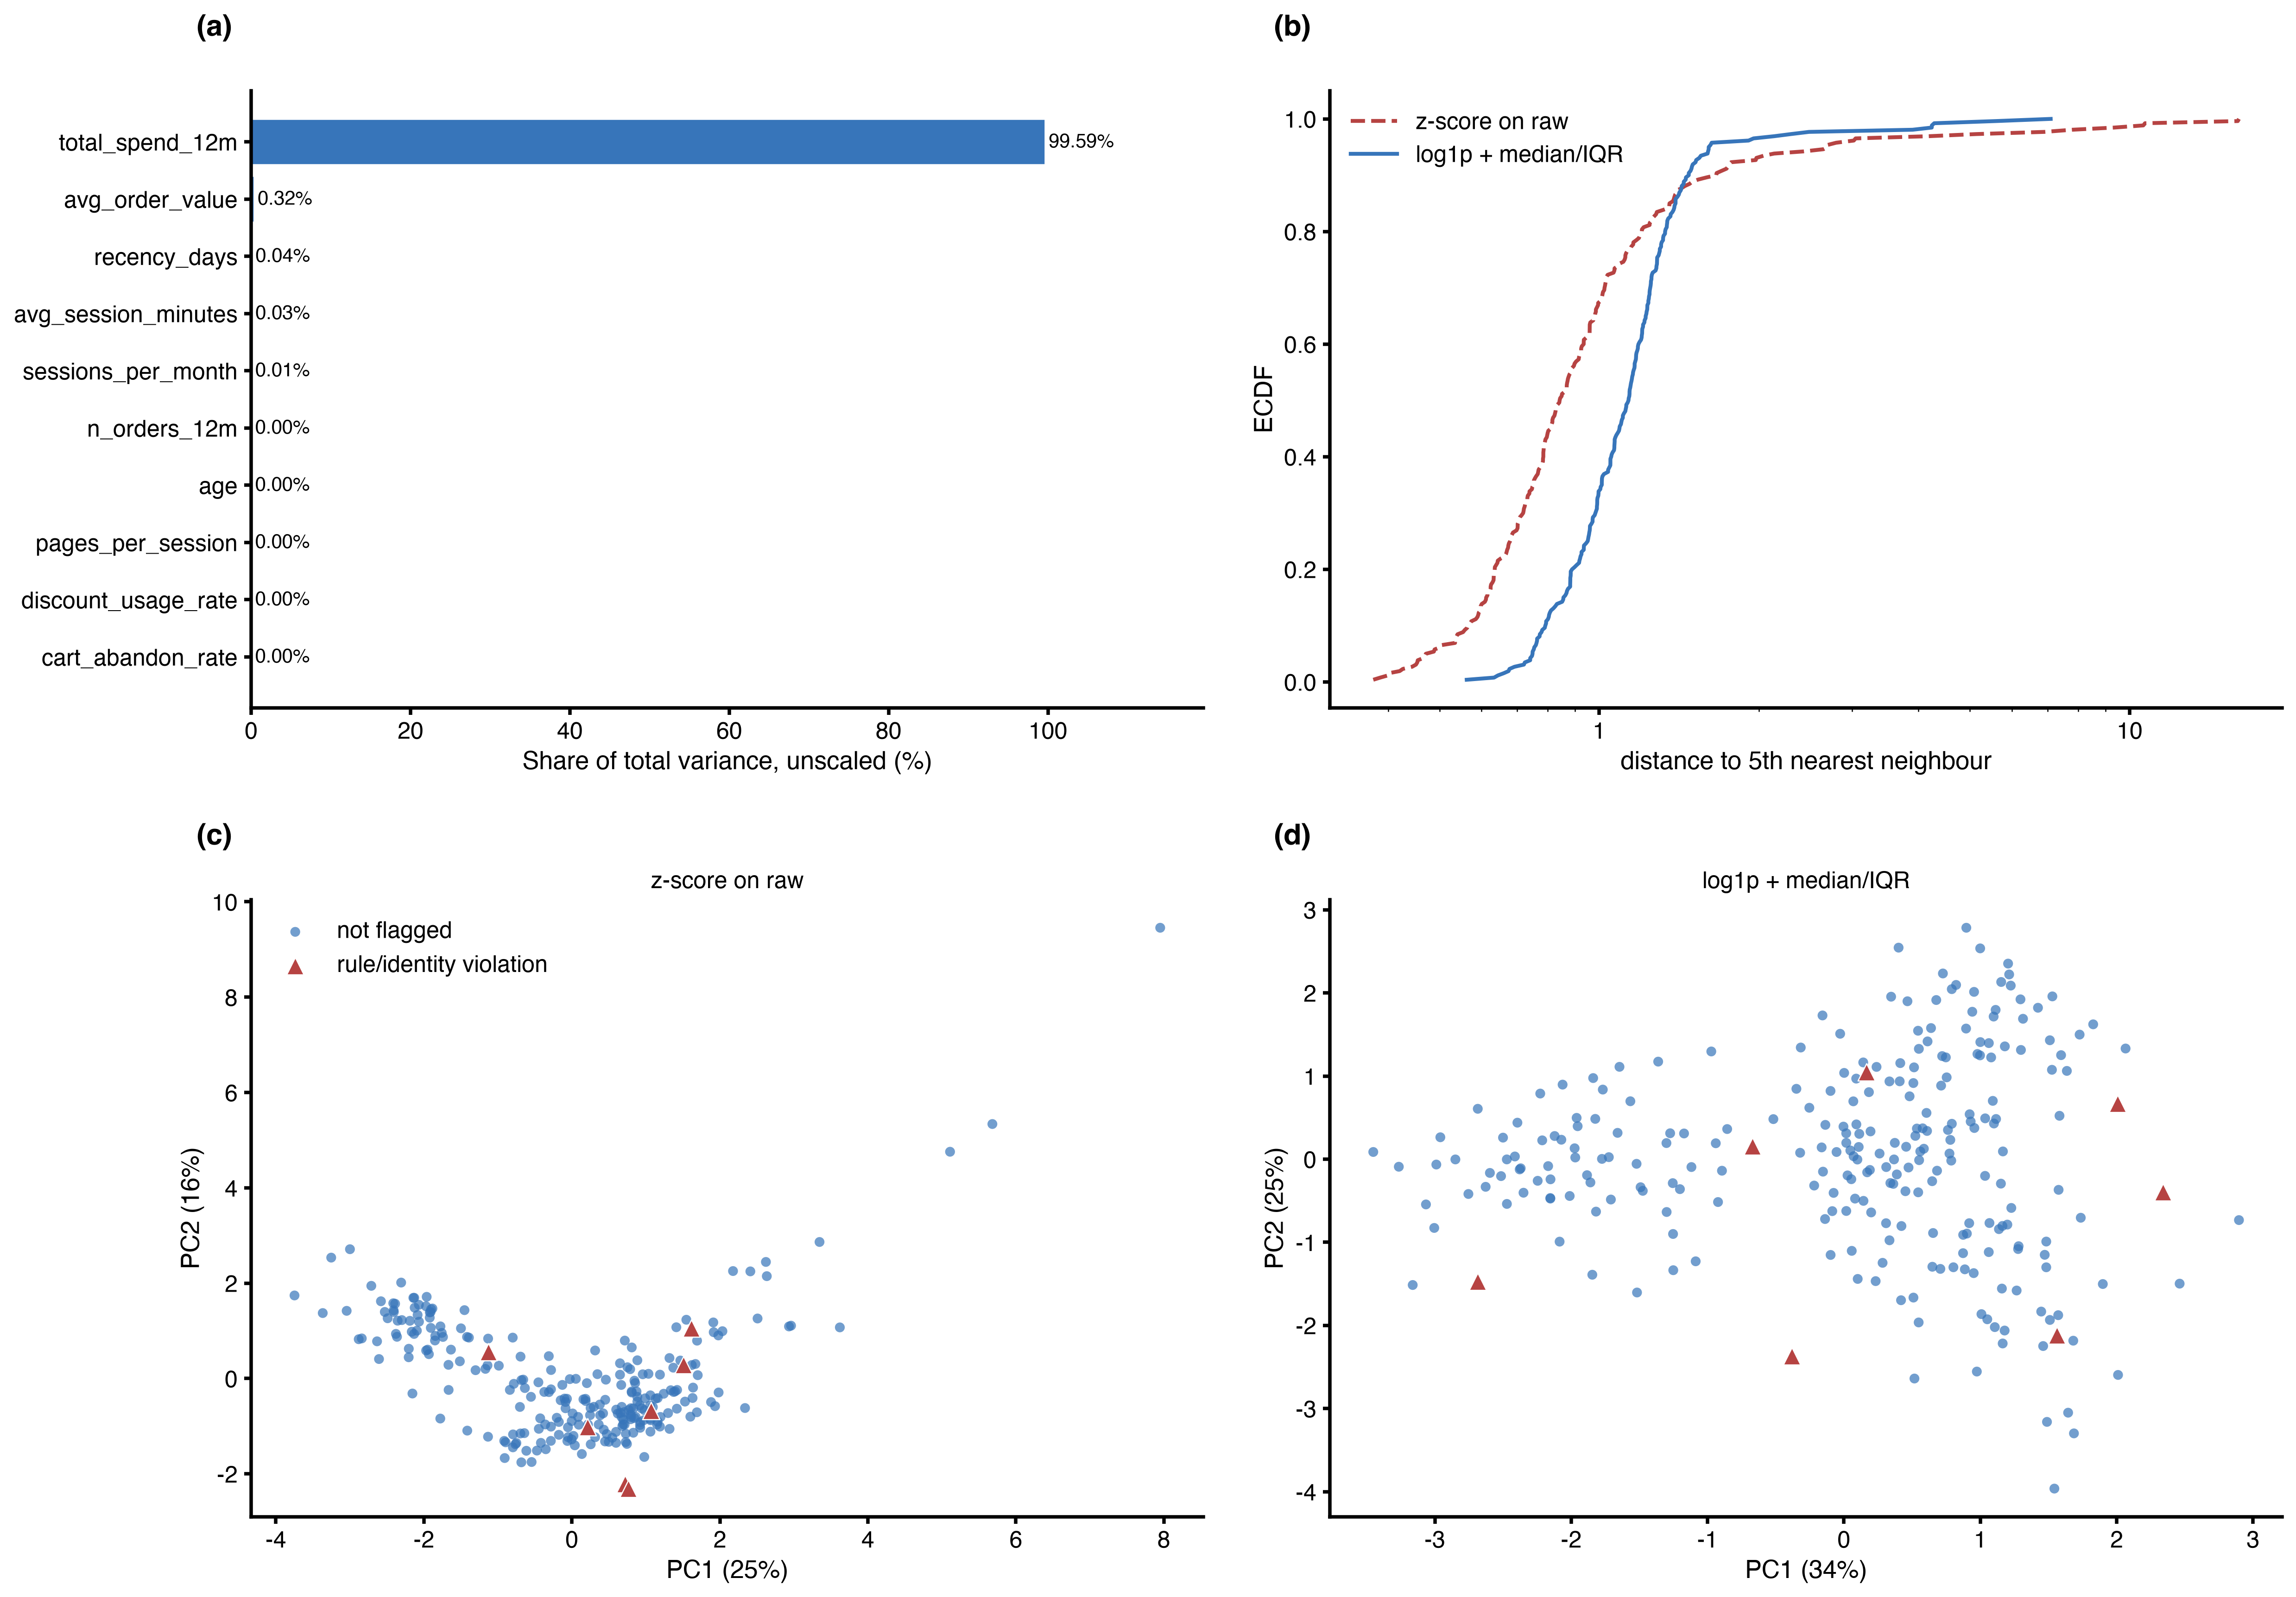 (a)
total_spend_12m
99.59%
avg_order_value
0.32%
recency_days
0.04%
avg_session_minutes
0.03%
sessions_per_month
0.01%
n_orders_12m
0.00%
age
0.00%
pages_per_session
0.00%
discount_usage_rate
0.00%
cart_abandon_rate
0.00%
0 20 40 60 80 100
Share of total variance, unscaled (%)
(b)
z-score on raw
log1p + median/IQR
1.0
0.8
0.6
0.4
0.2
0.0
ECDF
1 10
distance to 5th nearest neighbour
(c)
z-score on raw
not flagged
rule/identity violation
10
8
6
4
2
0
-2
PC2 (16%)
-4 -2 0 2 4 6 8
PC1 (25%)
(d)
log1p + median/IQR
3
2
1
0
-1
-2
-3
-4
PC2 (25%)
-3 -2 -1 0 1 2 3
PC1 (34%)